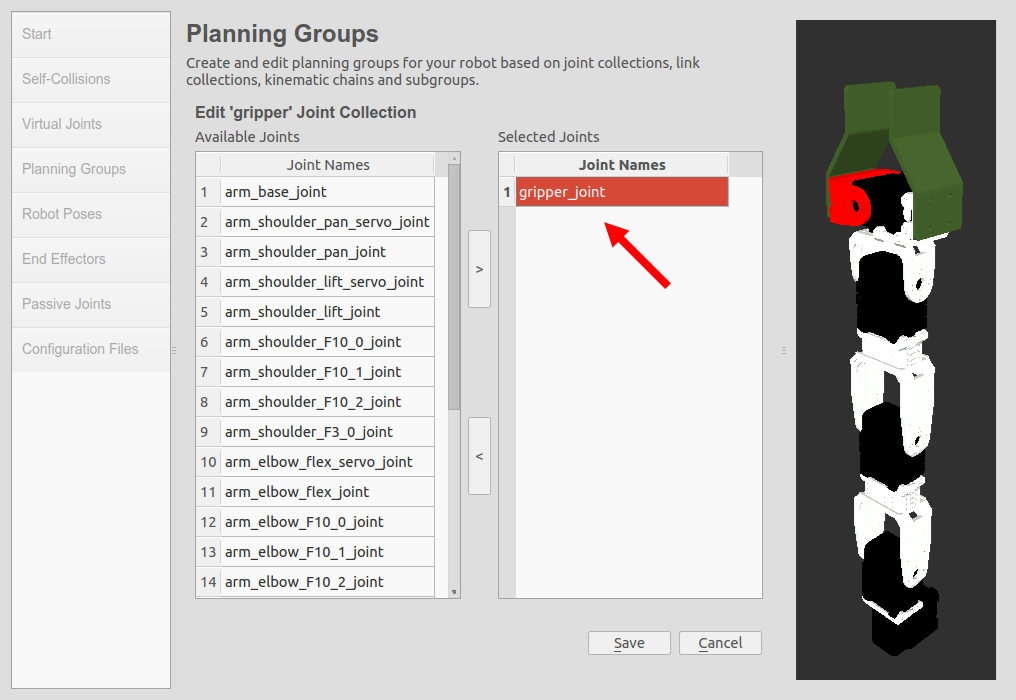 Start
Self-Collisions
Virtual Joints
Planning Groups
Robot Poses
End Effectors
Passive Joints
Configuration Files
Planning Groups
Create and edit planning groups for your robot based on joint collections, link
collections, kinematic chains and subgroups.
Edit 'gripper' Joint Collection
Available Joints
Joint Names
1 arm_base_joint
2 arm_shoulder_pan_servo_joint
3 arm_shoulder_pan_joint
4 arm_shoulder_lift_servo_joint
5 arm_shoulder_lift_joint
6 arm_shoulder_F10_0_joint
7 arm_shoulder_F10_1_joint
8 arm_shoulder_F10_2_joint
9 arm_shoulder_F3_0_joint
10 arm_elbow_flex_servo_joint
11 arm_elbow_flex_joint
12 arm_elbow_F10_0_joint
13 arm_elbow_F10_1_joint
14 arm_elbow_F10_2_joint
>
<
Selected Joints
Joint Names
1 gripper_joint
Save
Cancel